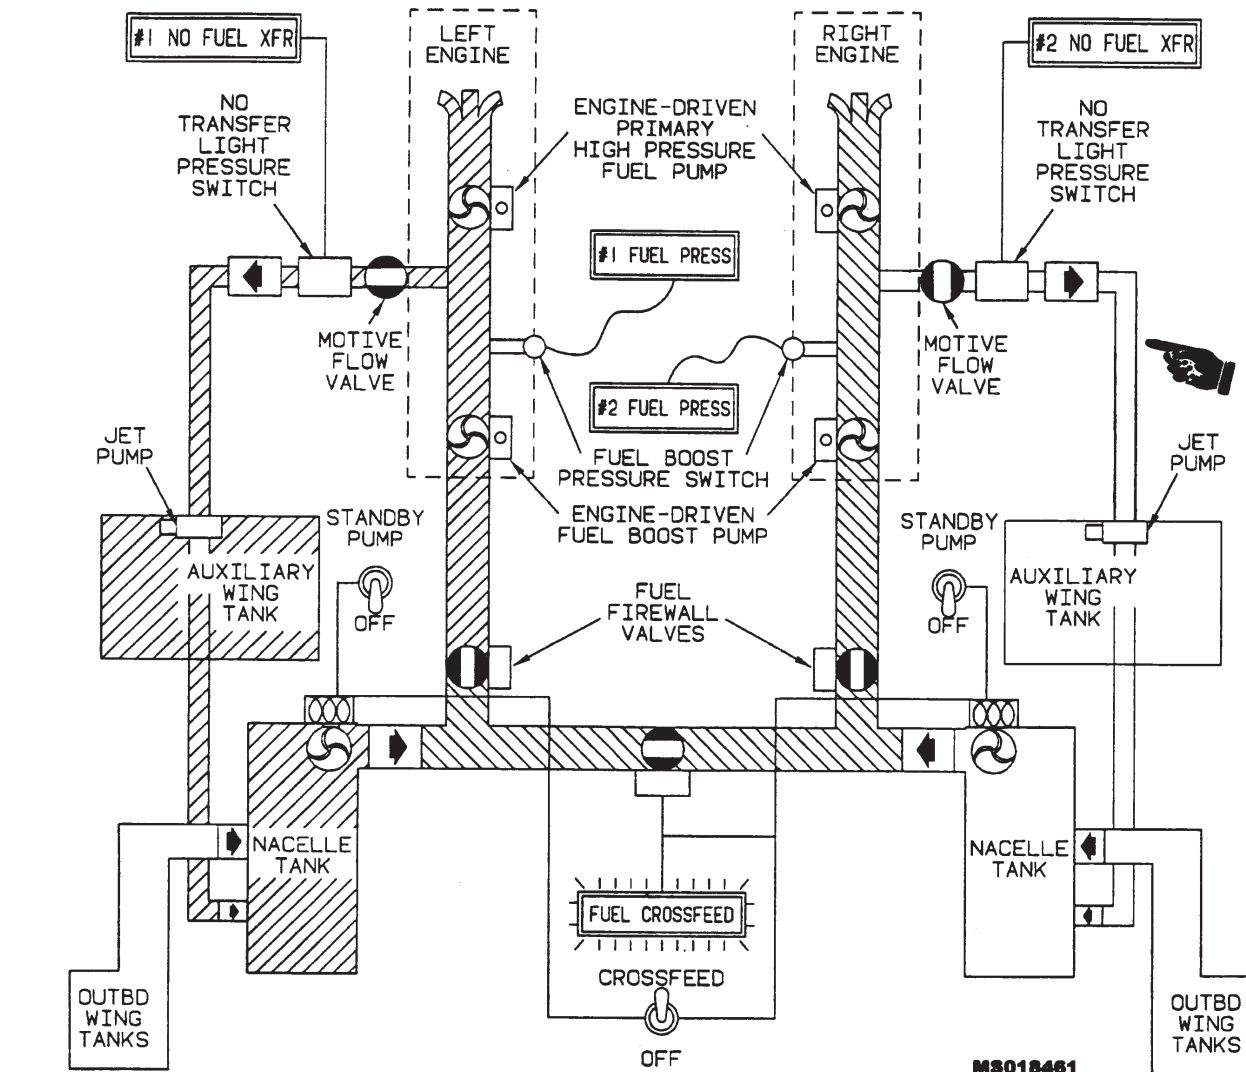 LEFT
ENGINE
RIGHT
ENGINE
#1 NO FUEL XFR
#2 NO FUEL XFR
NO
TRANSFER
LIGHT
PRESSURE
SWITCH
ENGINE-DRIVEN
PRIMARY
HIGH PRESSURE
FUEL PUMP
NO
TRANSFER
LIGHT
PRESSURE
SWITCH
#1 FUEL PRESS
MOTIVE
FLOW
VALVE
MOTIVE
FLOW
VALVE
#2 FUEL PRESS
JET
PUMP
FUEL BOOST
PRESSURE SWITCH
JET
PUMP
STANDBY
PUMP
ENGINE-DRIVEN
FUEL BOOST PUMP
STANDBY
PUMP
AUXILIARY
WING
TANK
OFF
FUEL
FIREWALL
VALVES
OFF
AUXILIARY
WING
TANK
NACELLE
TANK
NACELLE
TANK
FUEL CROSSFEED
CROSSFEED
OFF
OUTBD
WING
TANKS
OUTBD
WING
TANKS
MS018461